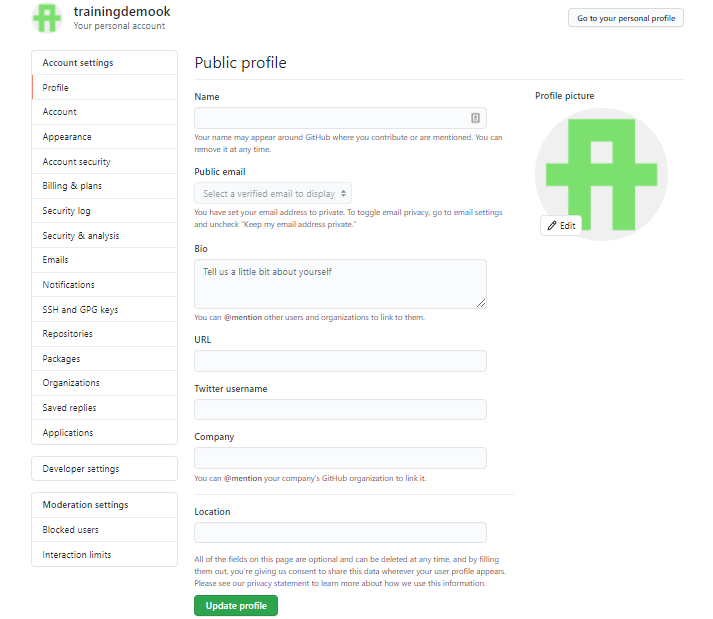 trainingdemook
Your personal account
Go to your personal profile
Account settings
Profile
Account
Appearance
Account security
Billing & plans
Security log
Security & analysis
Emails
Notifications
SSH and GPG keys
Repositories
Packages
Organizations
Saved replies
Applications
Developer settings
Moderation settings
Blocked users
Interaction limits
Public profile
Name
Your name may appear around GitHub where you contribute or are mentioned. You can
remove it at any time.
Public email
Select a verified email to display
You have set your email address to private. To toggle email privacy, go to email settings
and uncheck "Keep my email address private."
Bio
Tell us a little bit about yourself
You can @mention other users and organizations to link to them.
URL
Twitter username
Company
You can @mention your company's GitHub organization to link it.
Location
All of the fields on this page are optional and can be deleted at any time, and by filling
them out, you're giving us consent to share this data wherever your user profile appears.
Please see our privacy statement to learn more about how we use this information.
Update profile
Profile picture
Edit